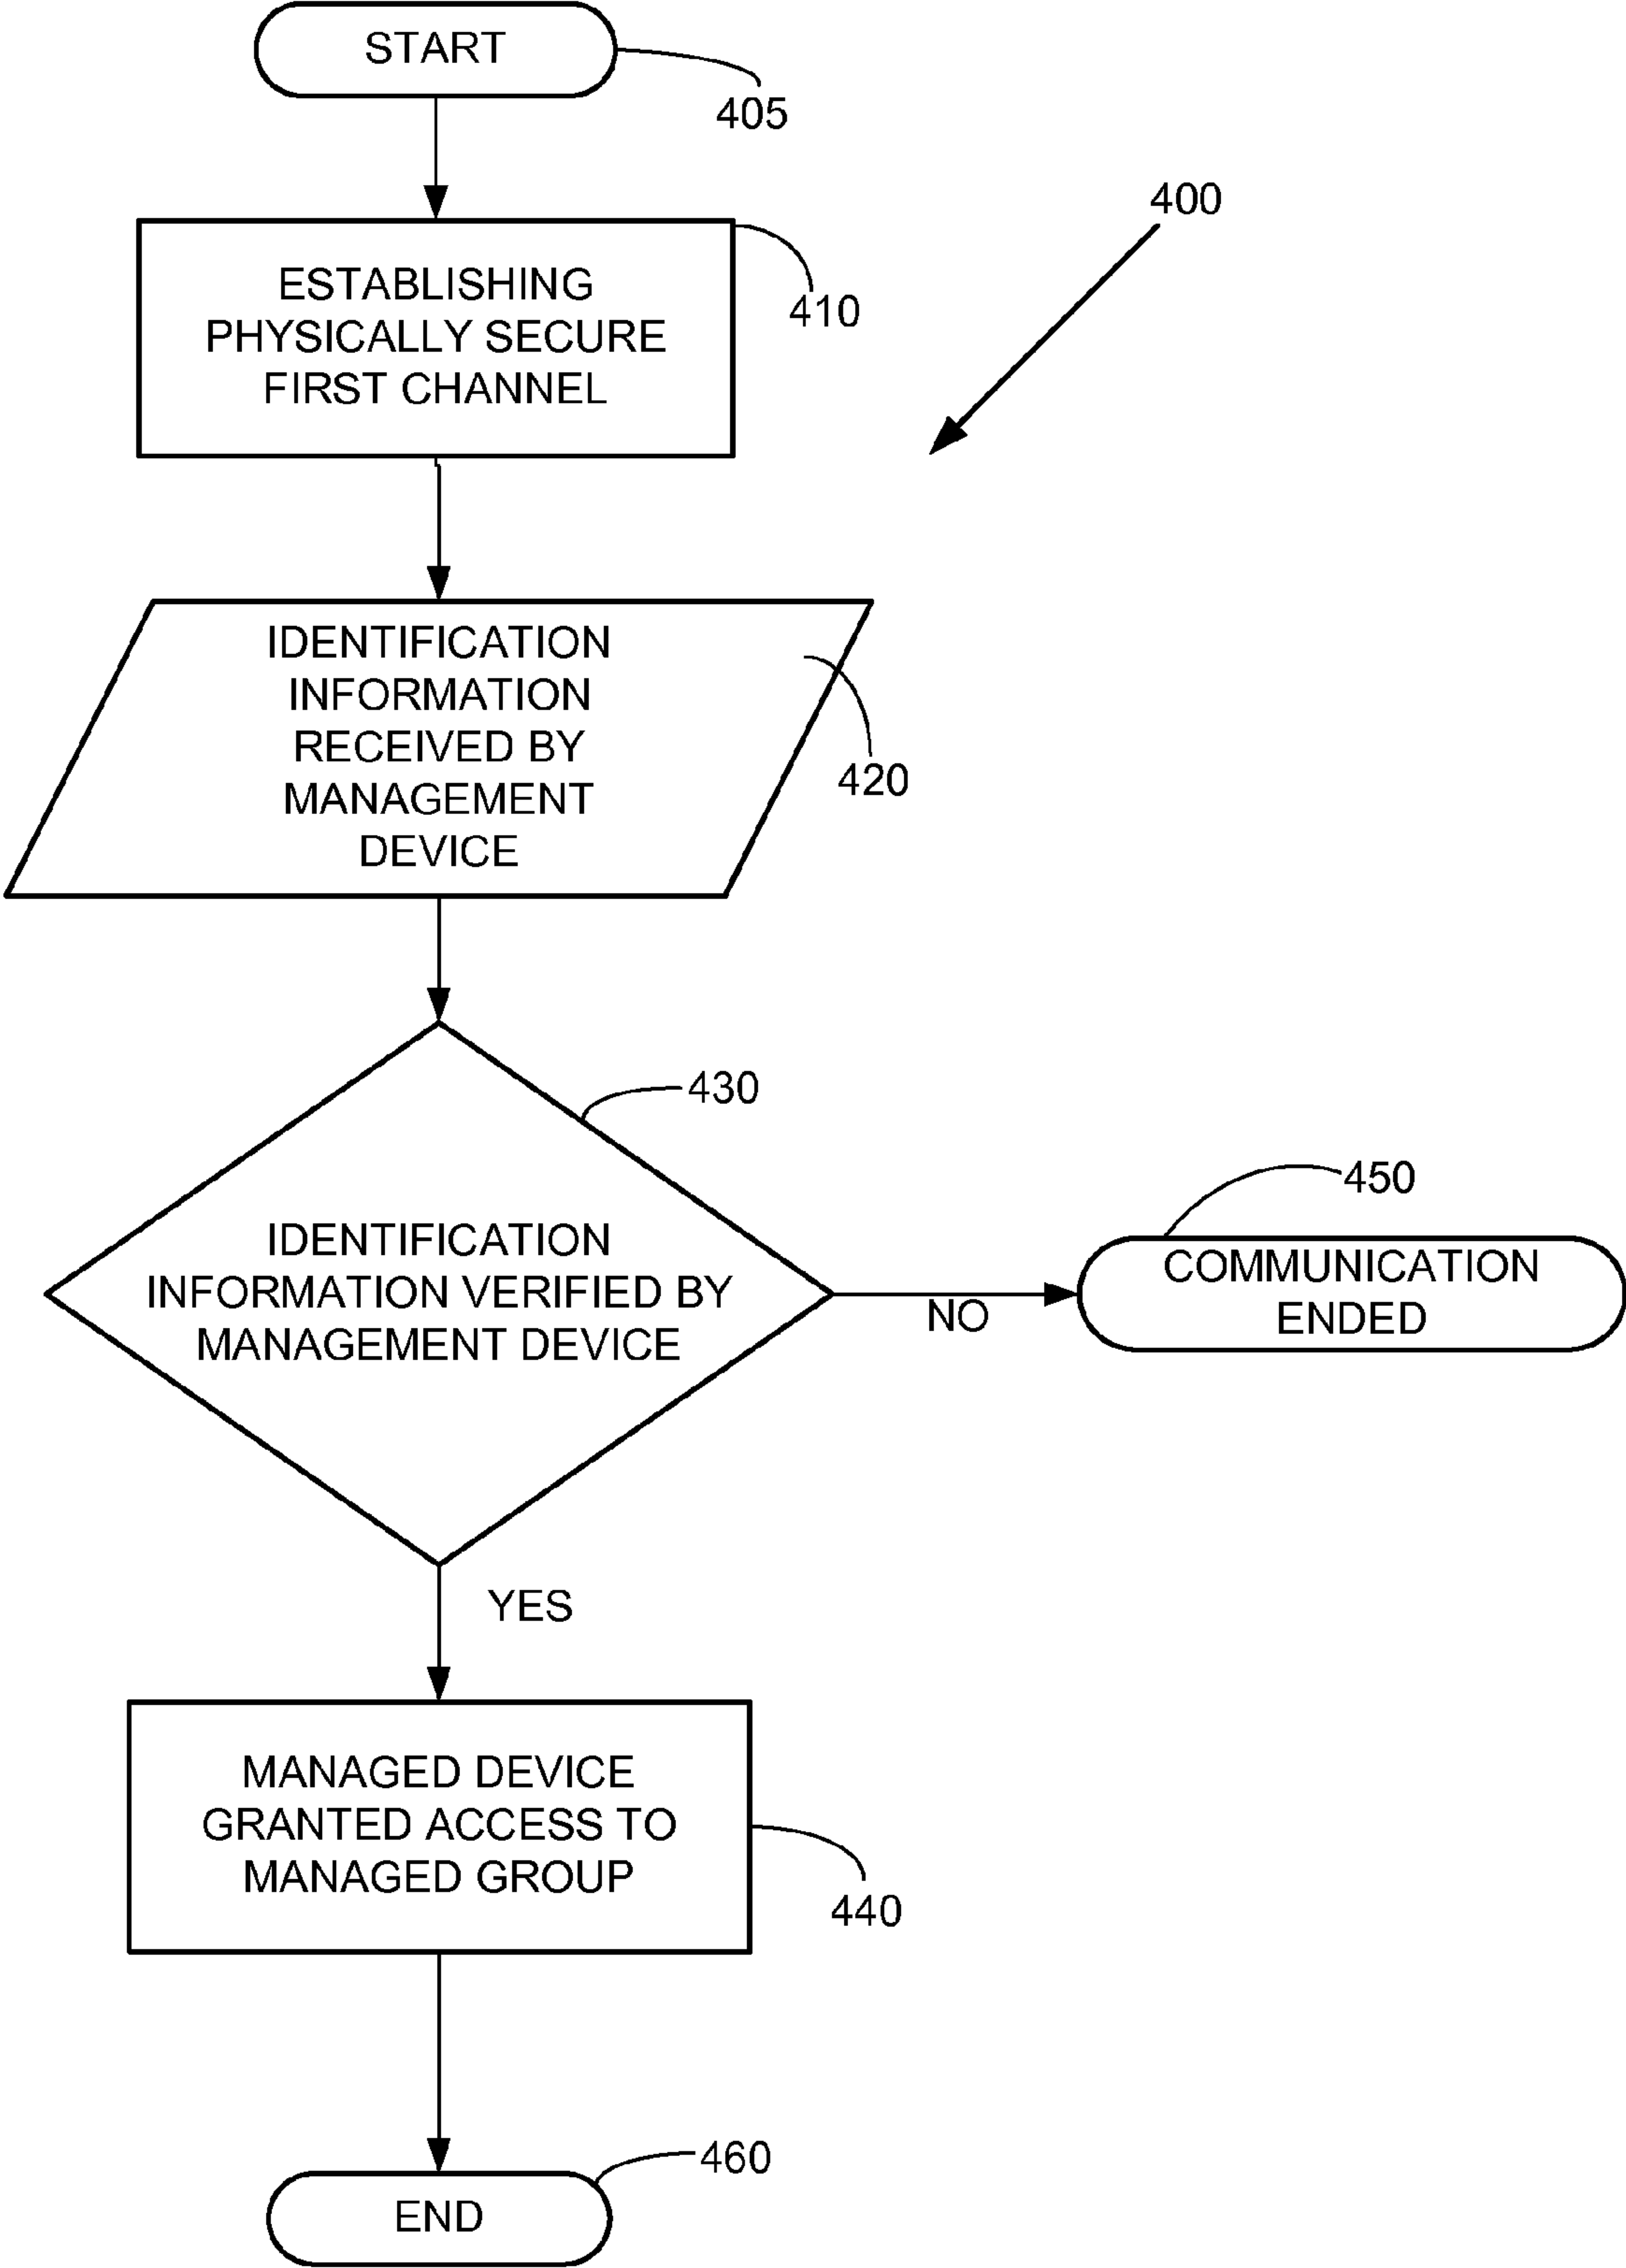 START
405
400
ESTABLISHING
PHYSICALLY SECURE
FIRST CHANNEL
410
IDENTIFICATION
INFORMATION
RECEIVED BY
MANAGEMENT
DEVICE
420
430
IDENTIFICATION
INFORMATION VERIFIED BY
MANAGEMENT DEVICE
NO
450
COMMUNICATION
ENDED
YES
MANAGED DEVICE
GRANTED ACCESS TO
MANAGED GROUP
440
460
END